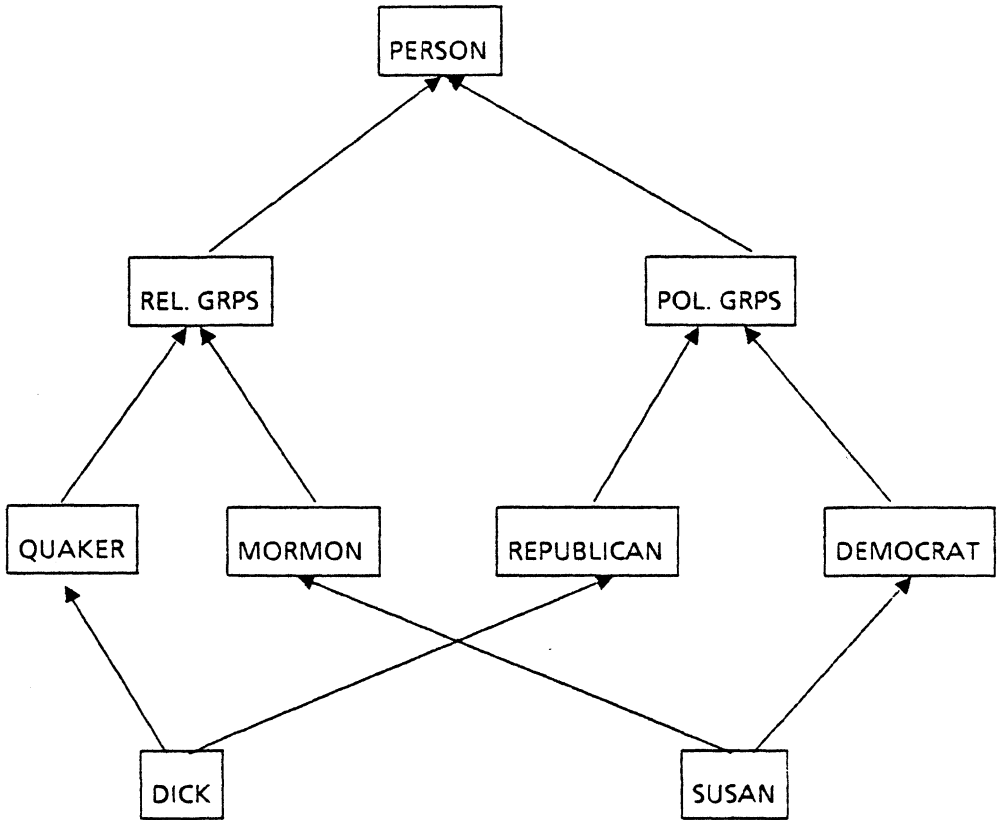 PERSON
REL. GRPS
POL. GRPS
QUAKER
MORMON
REPUBLICAN
DEMOCRAT
DICK
SUSAN